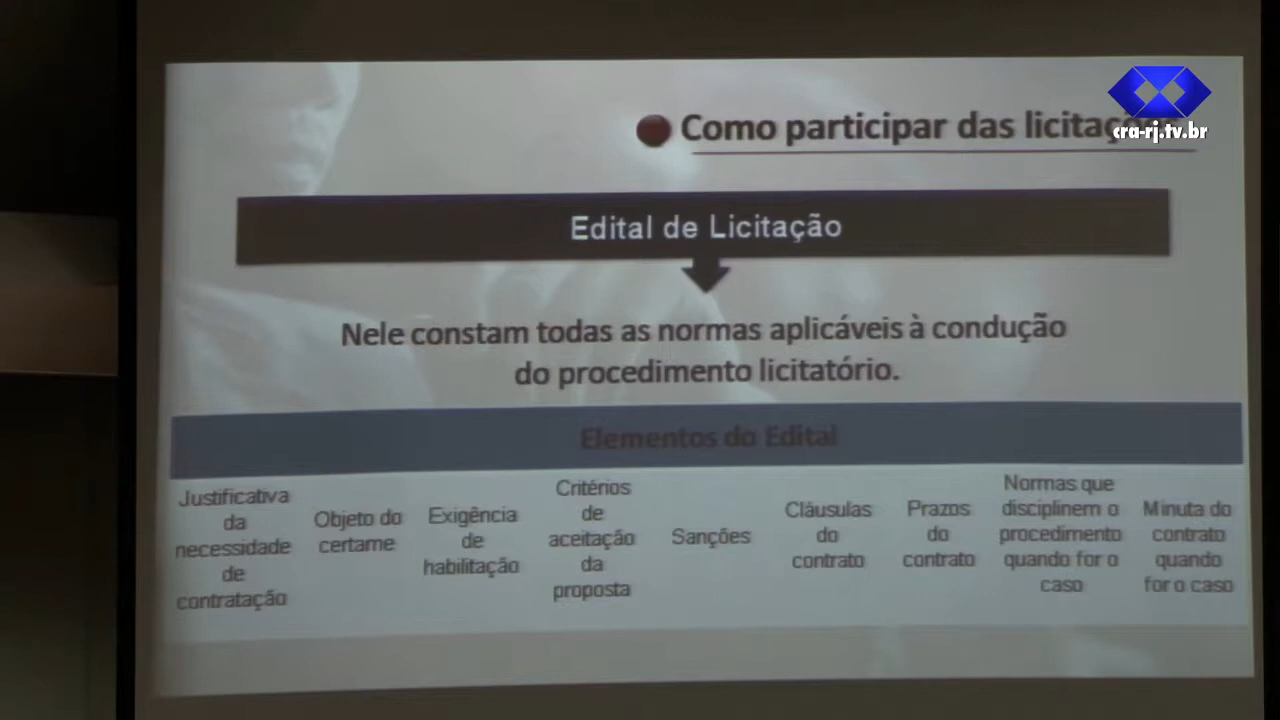 Como participar das licitações
cra-rj.tv.br
Edital de Licitação
Nele constam todas as normas aplicáveis à condução
do procedimento licitatório.
Elementos do Edital
Justificativa
da
necessidade
de
contratação
Objeto do
certame
Exigência
de
habilitação
Critérios
de
aceitação
da
proposta
Sanções
Cláusulas
do
contrato
Prazos
do
contrato
Normas que
disciplinem o
procedimento
quando for o
caso
Minuta do
contrato
quando
for o caso